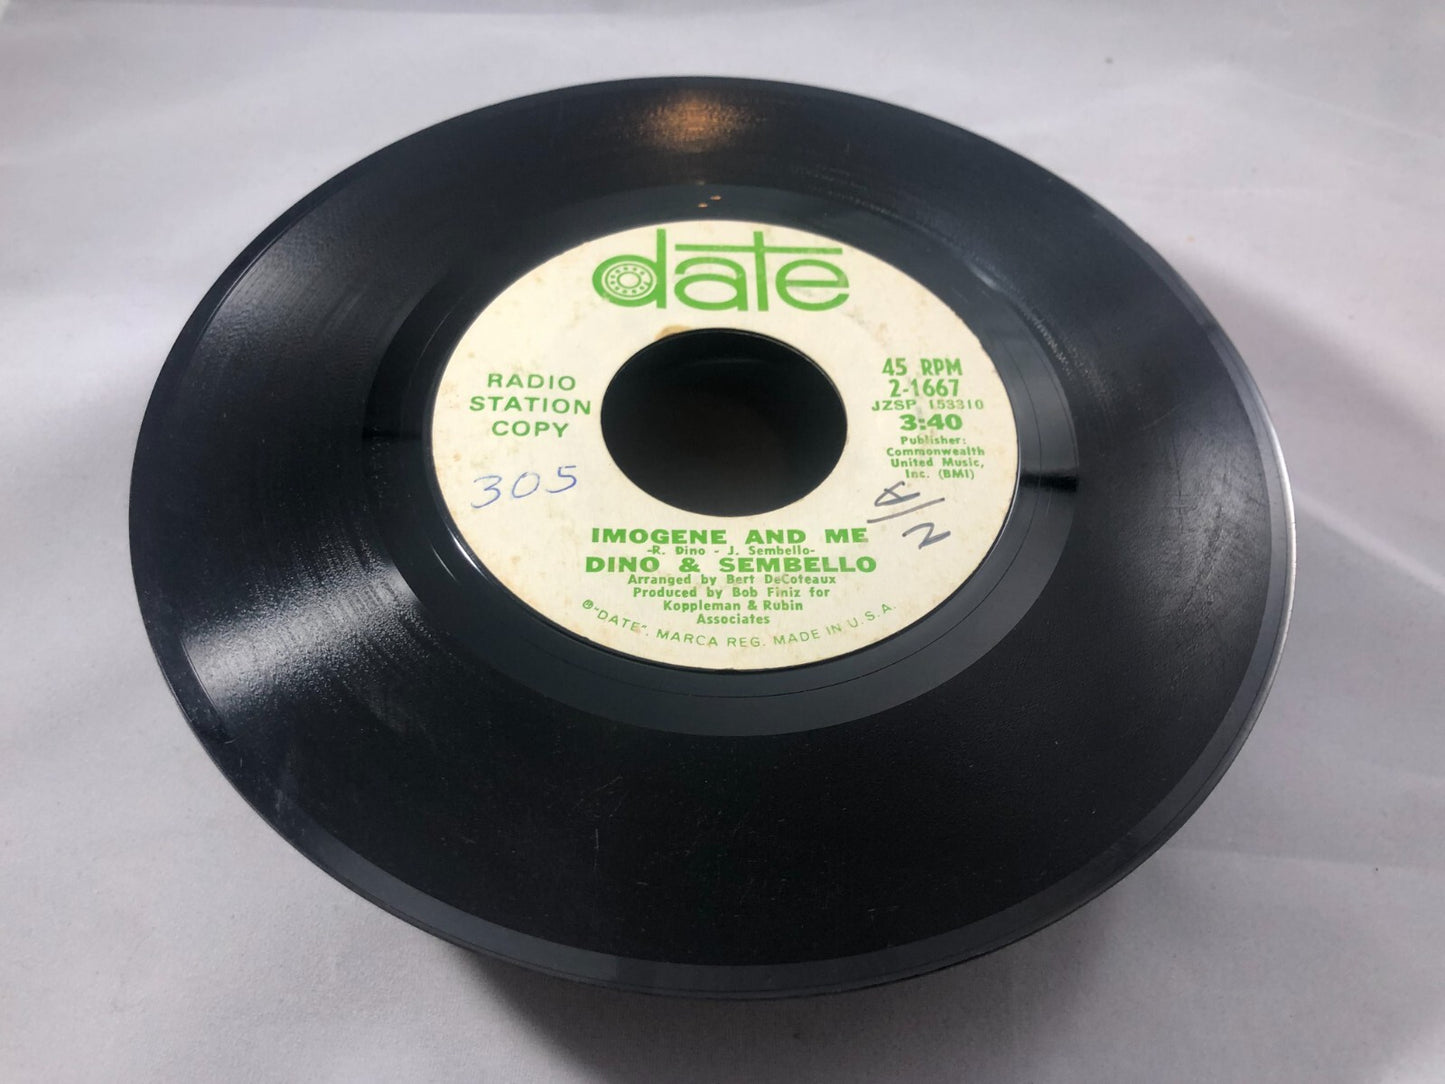 date
RADIO
STATION
COPY
305
45 RPM
2-1667
JZSP 153310
3:40
Publisher:
Commonwealth
United Music,
Inc. (BMI)
N/A
IMOGENE AND ME
-R. Dino - J. Sembello-
DINO & SEMBELLO
Arranged by Bert DeCoteaux
Produced by Bob Finiz for
Koppleman & Rubin
Associates
℗"DATE", MARCA REG. MADE IN U.S.A.